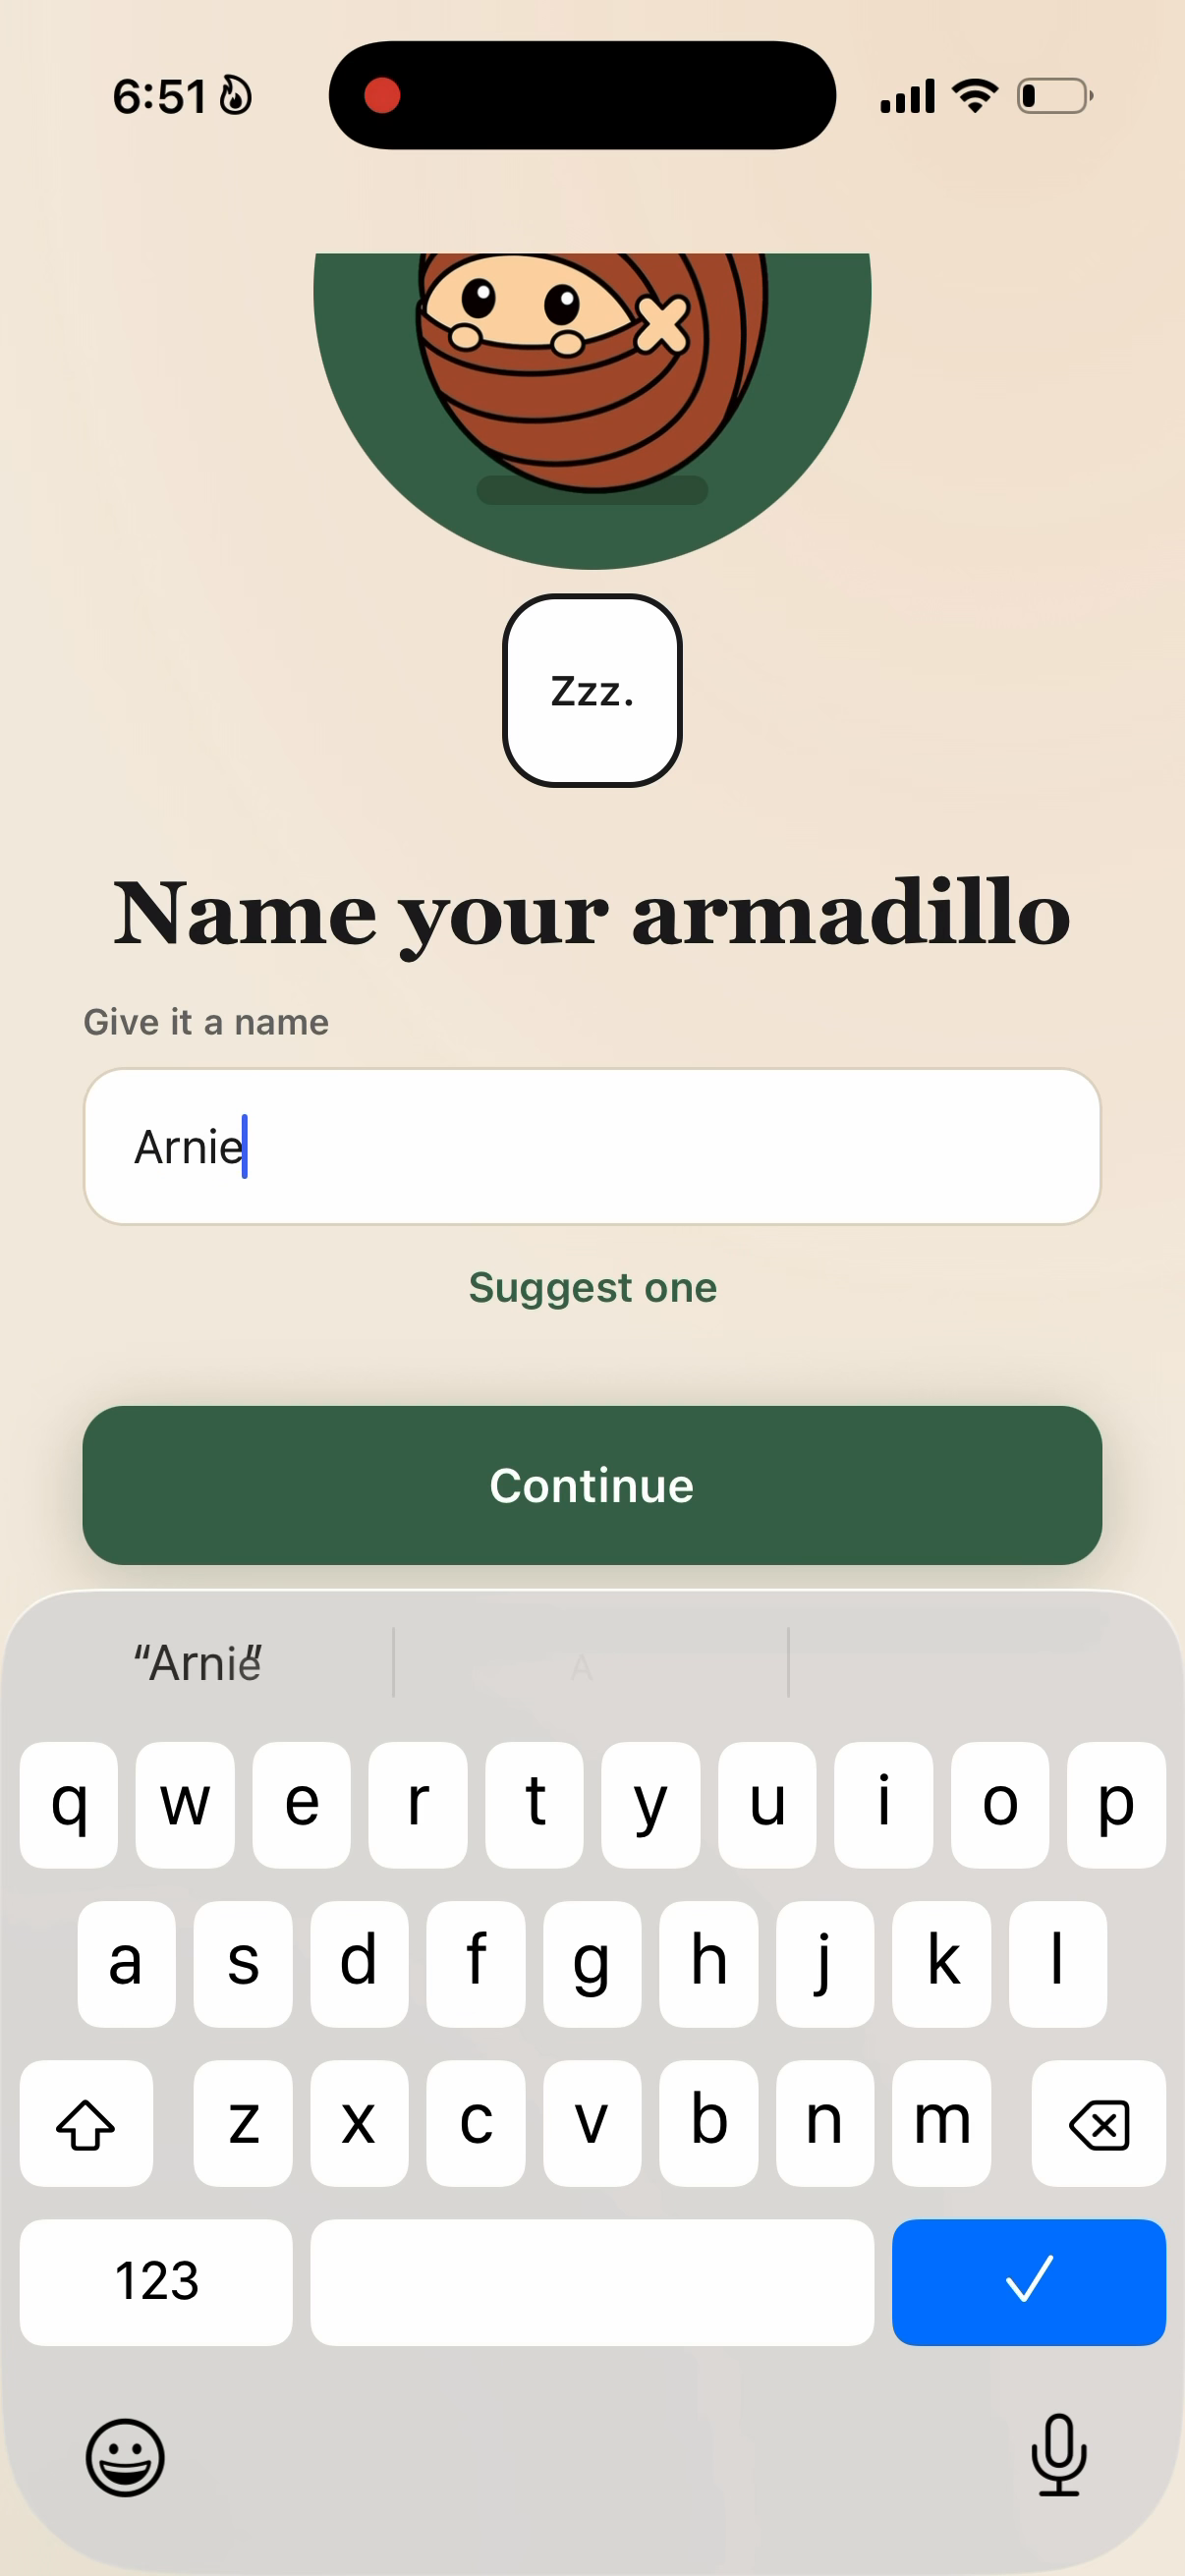 6:51
Zzz.
Name your armadillo
Give it a name
Arnie
Suggest one
Continue
“Arnie”
A
q w e r t y u i o p
a s d f g h j k l
z x c v b n m
123